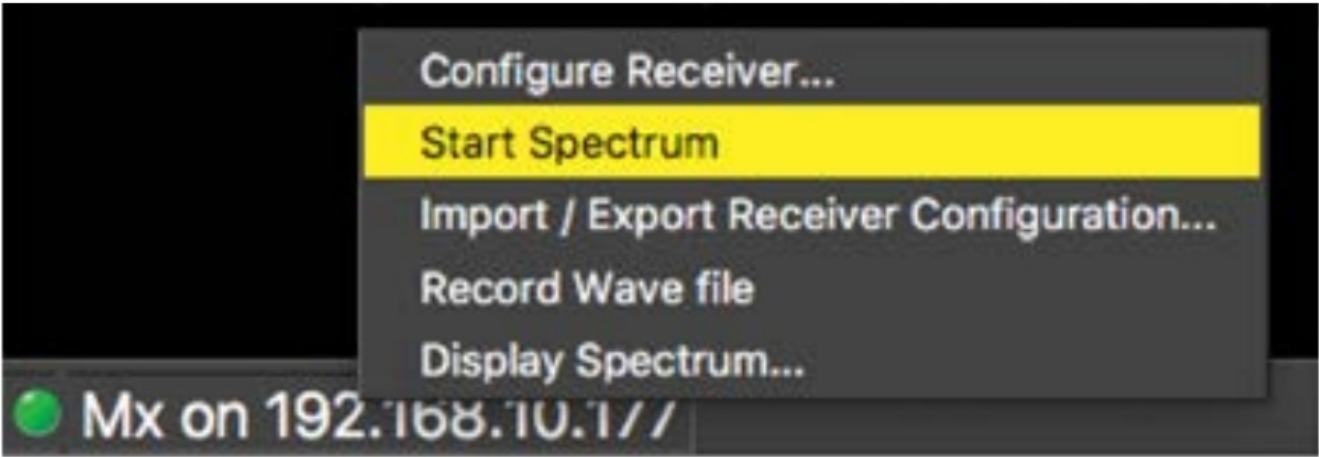 Configure Receiver...
Start Spectrum
Import / Export Receiver Configuration...
Record Wave file
Display Spectrum...
Mx on 192.168.10.177